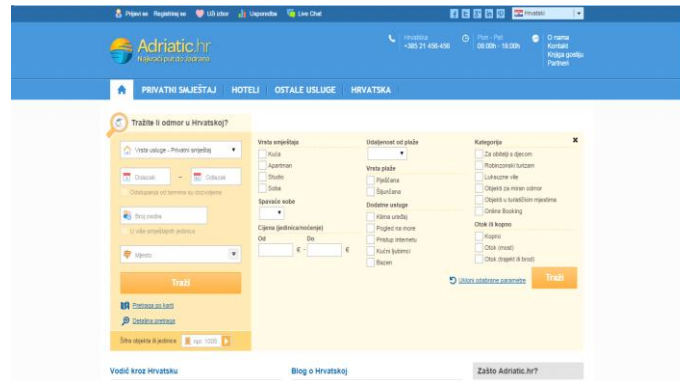 Prijavi se Registriraj se Uži izbor Usporedba Live Chat Hrvatski
Adriatic.hr
Najkraći put do Jadrana
Hrvatska
+385 21 456-456
Pon - Pet
08:00h - 16:00h
O nama
Kontakt
Knjiga gostiju
Partneri
PRIVATNI SMJEŠTAJ HOTELI OSTALE USLUGE HRVATSKA
Tražite li odmor u Hrvatskoj?
Vrsta usluge - Privatni smještaj
Dolazak - Odlazak
Odstupanja od termina su dozvoljena
Broj osoba
U više smještajnih jedinica
Mjesto
Traži
Pretraga po karti
Detaljna pretraga
Šifra objekta ili jedinice npr. 1000
Vrsta smještaja
Kuća
Apartman
Studio
Soba
Spavaće sobe
Cijena (jedinica/noćenje)
Od Do
€ - €
Udaljenost od plaže
Vrsta plaže
Pješčana
Šljunčana
Dodatne usluge
Klima uređaj
Pogled na more
Pristup internetu
Kućni ljubimci
Bazen
Kategorija
Za obitelji s djecom
Robinzonski turizam
Luksuzne vile
Objekti za miran odmor
Objekti u turističkim mjestima
Online Booking
Otok ili kopno
Kopno
Otok (most)
Otok (trajekt ili brod)
Ukloni odabrane parametre
Traži
Vodič kroz Hrvatsku Blog o Hrvatskoj Zašto Adriatic.hr?